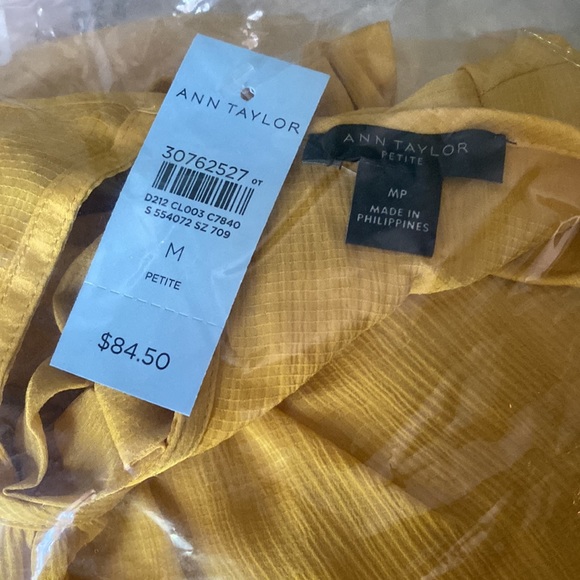 ANN TAYLOR
30762527 OT
D212 CL003 C7840
S 554072 SZ 709
M
PETITE
$84.50
ANN TAYLOR
PETITE
MP
MADE IN
PHILIPPINES